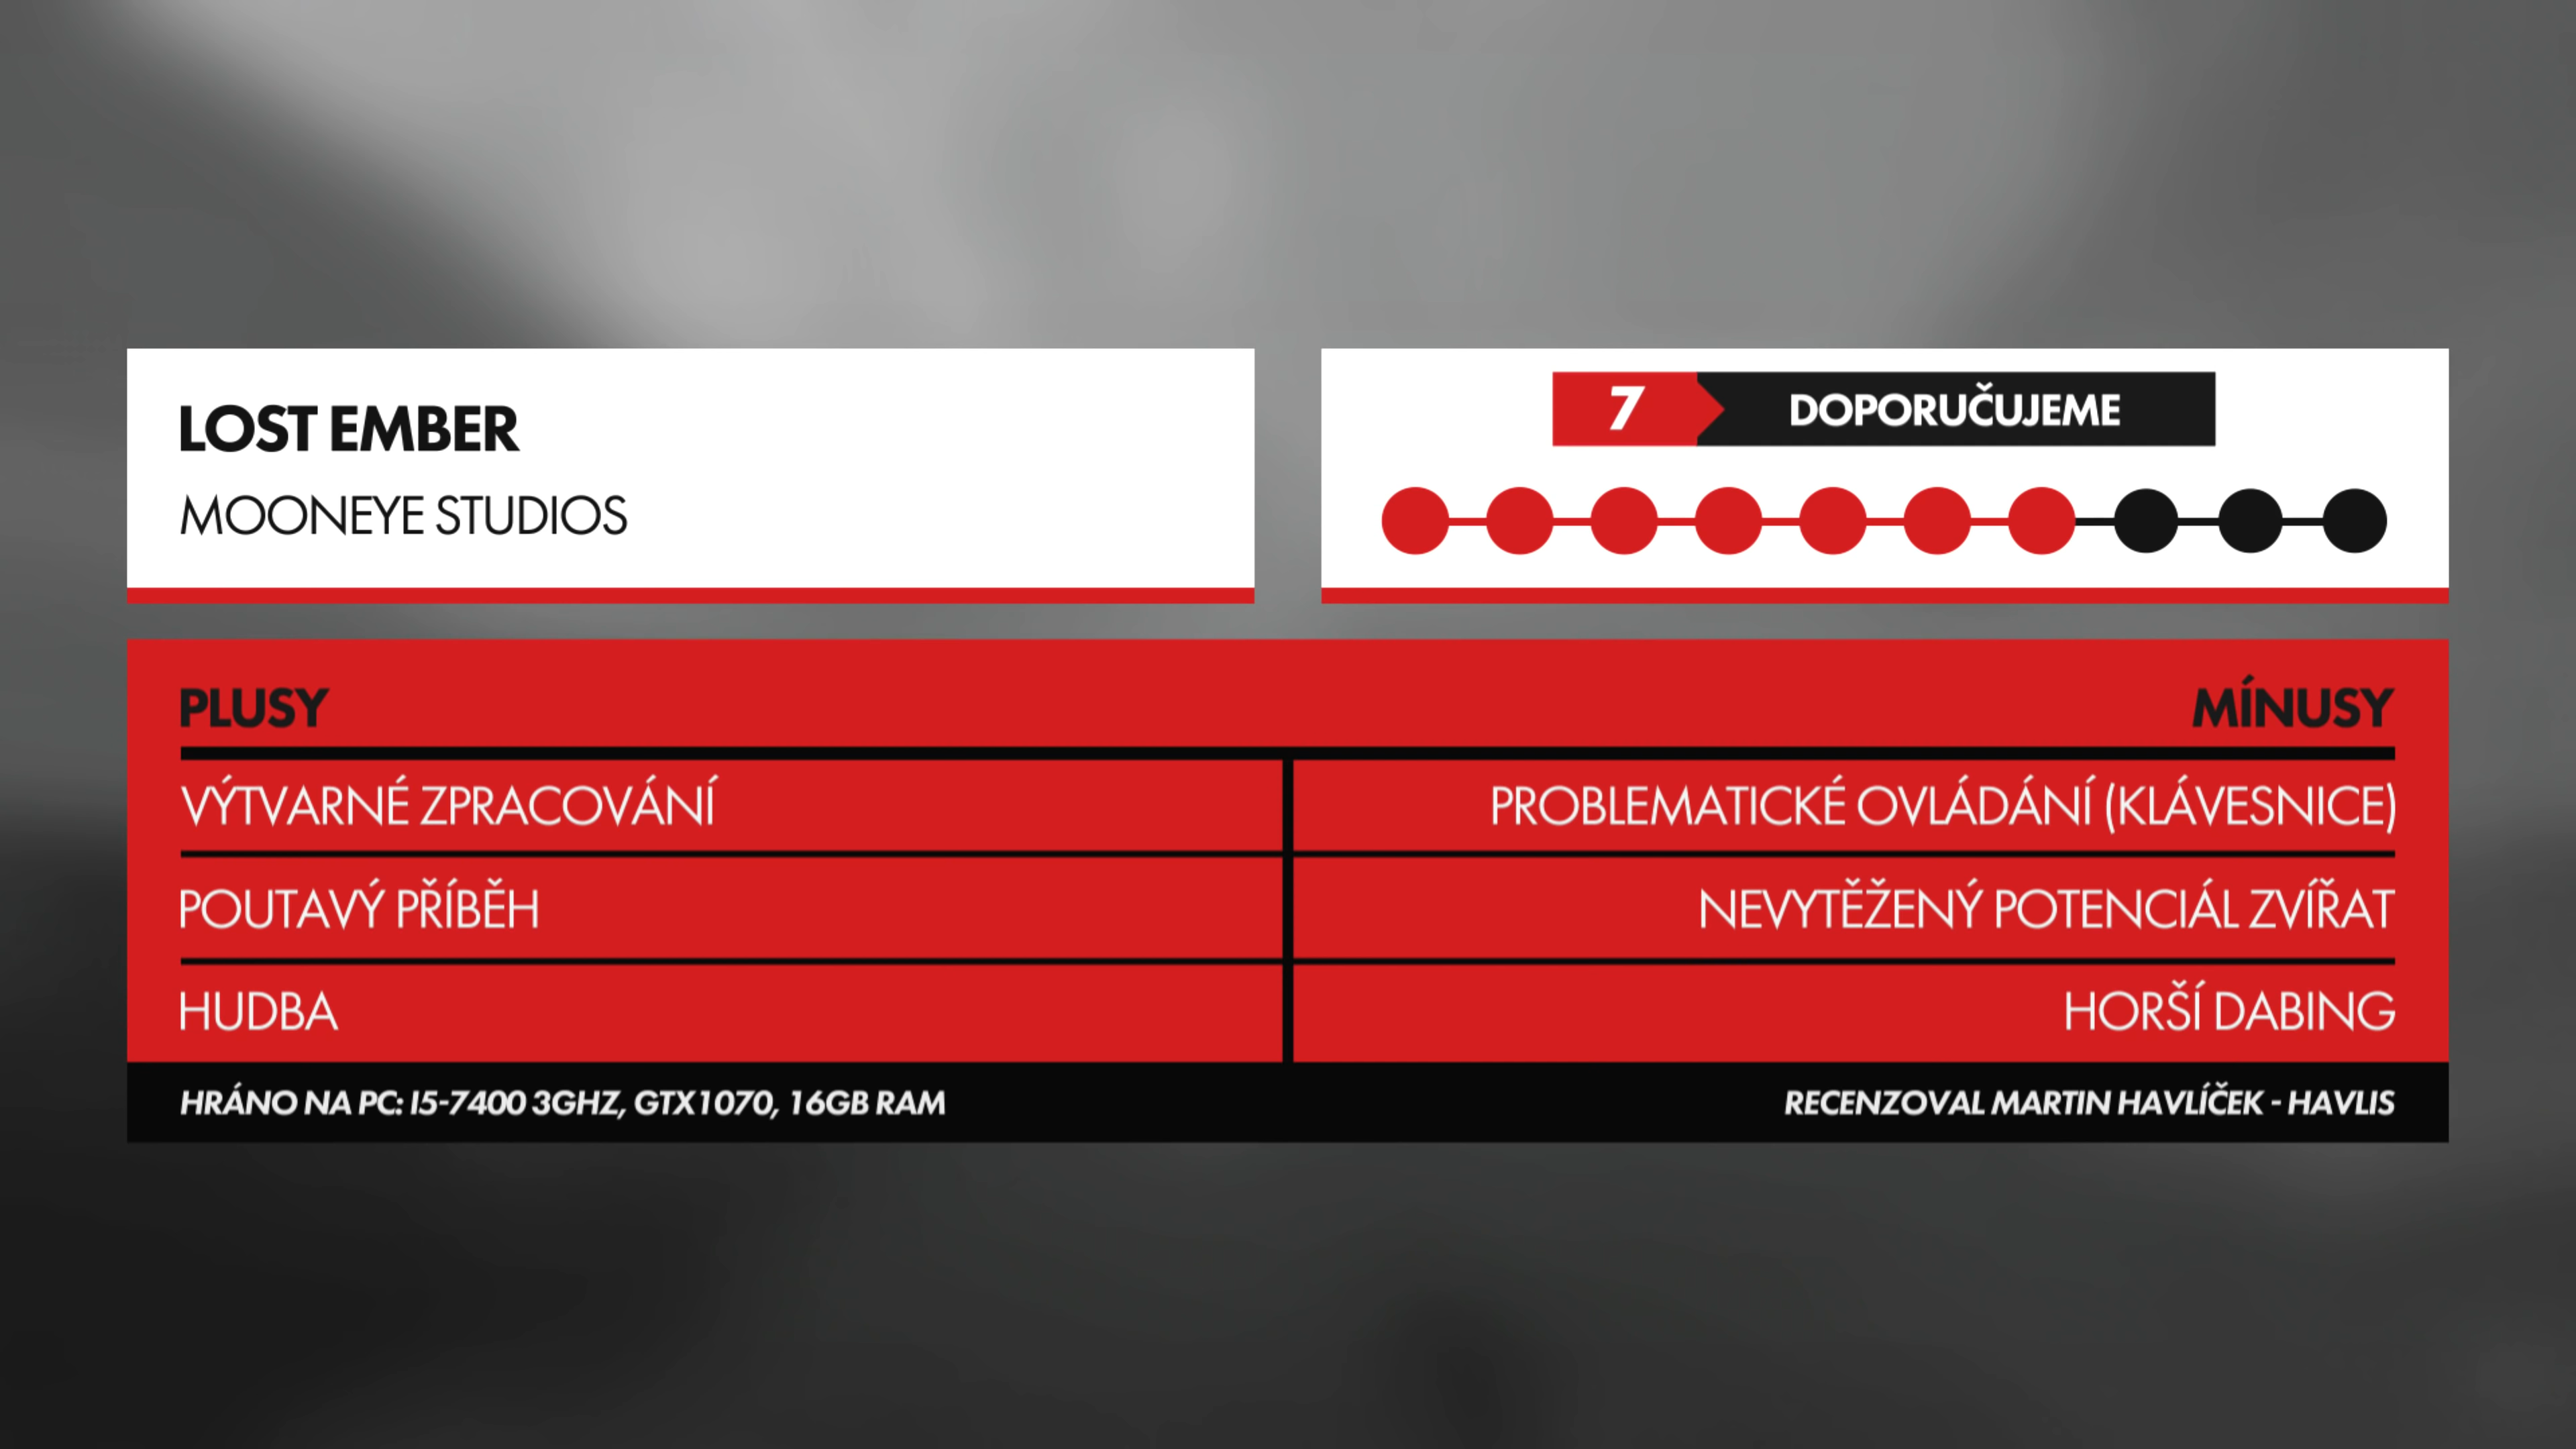 LOST EMBER
MOONEYE STUDIOS
7 DOPORUČUJEME
PLUSY
MÍNUSY
VÝTVARNÉ ZPRACOVÁNÍ
PROBLEMATICKÉ OVLÁDÁNÍ (KLÁVESNICE)
POUTAVÝ PŘÍBĚH
NEVYTĚŽENÝ POTENCIÁL ZVÍŘAT
HUDBA
HORŠÍ DABING
HRÁNO NA PC: I5-7400 3GHZ, GTX1070, 16GB RAM
RECENZOVAL MARTIN HAVLÍČEK - HAVLIS